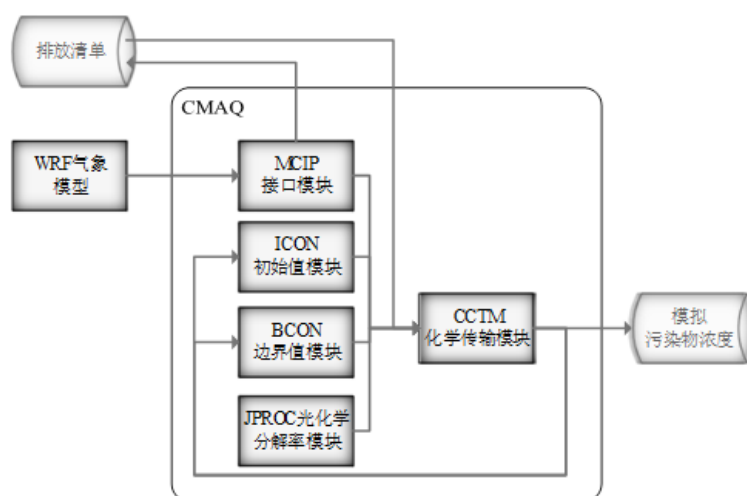 排放清单
CMAQ
WRF气象
模型
MCIP
接口模块
ICON
初始值模块
BCON
边界值模块
JPROC光化学
分解率模块
CCTM
化学传输模块
模拟
污染物浓度